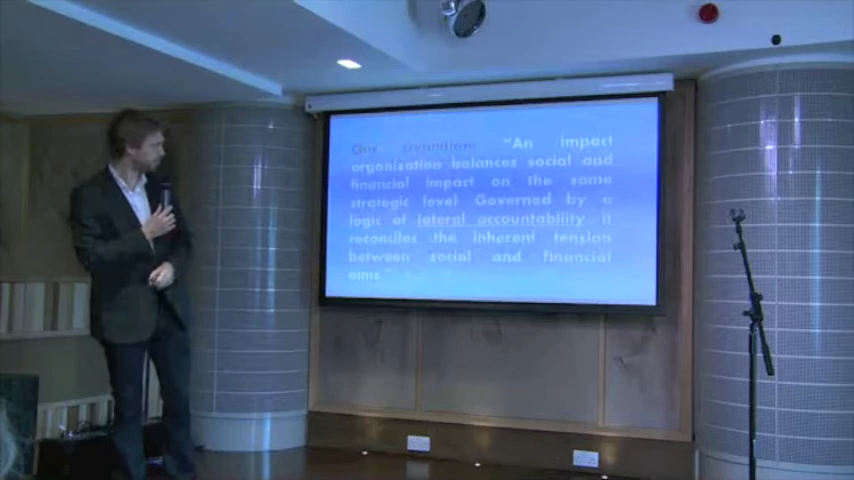 Our Definition: "An impact
organization balances social and
financial impact on the same
strategic level Governed by a
logic of lateral accountability it
reconciles the inherent tension
between social and financial
aims."